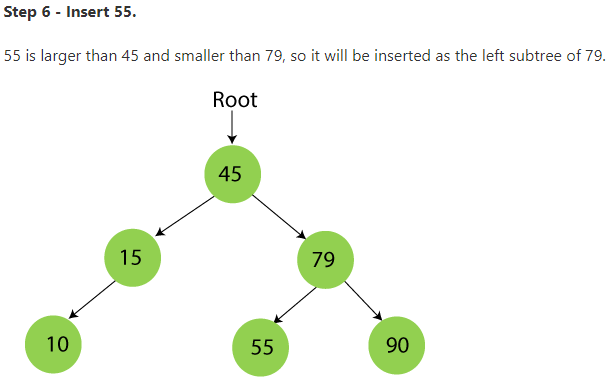 Step 6 - Insert 55.
55 is larger than 45 and smaller than 79, so it will be inserted as the left subtree of 79.
Root
45
15
79
10
55
90